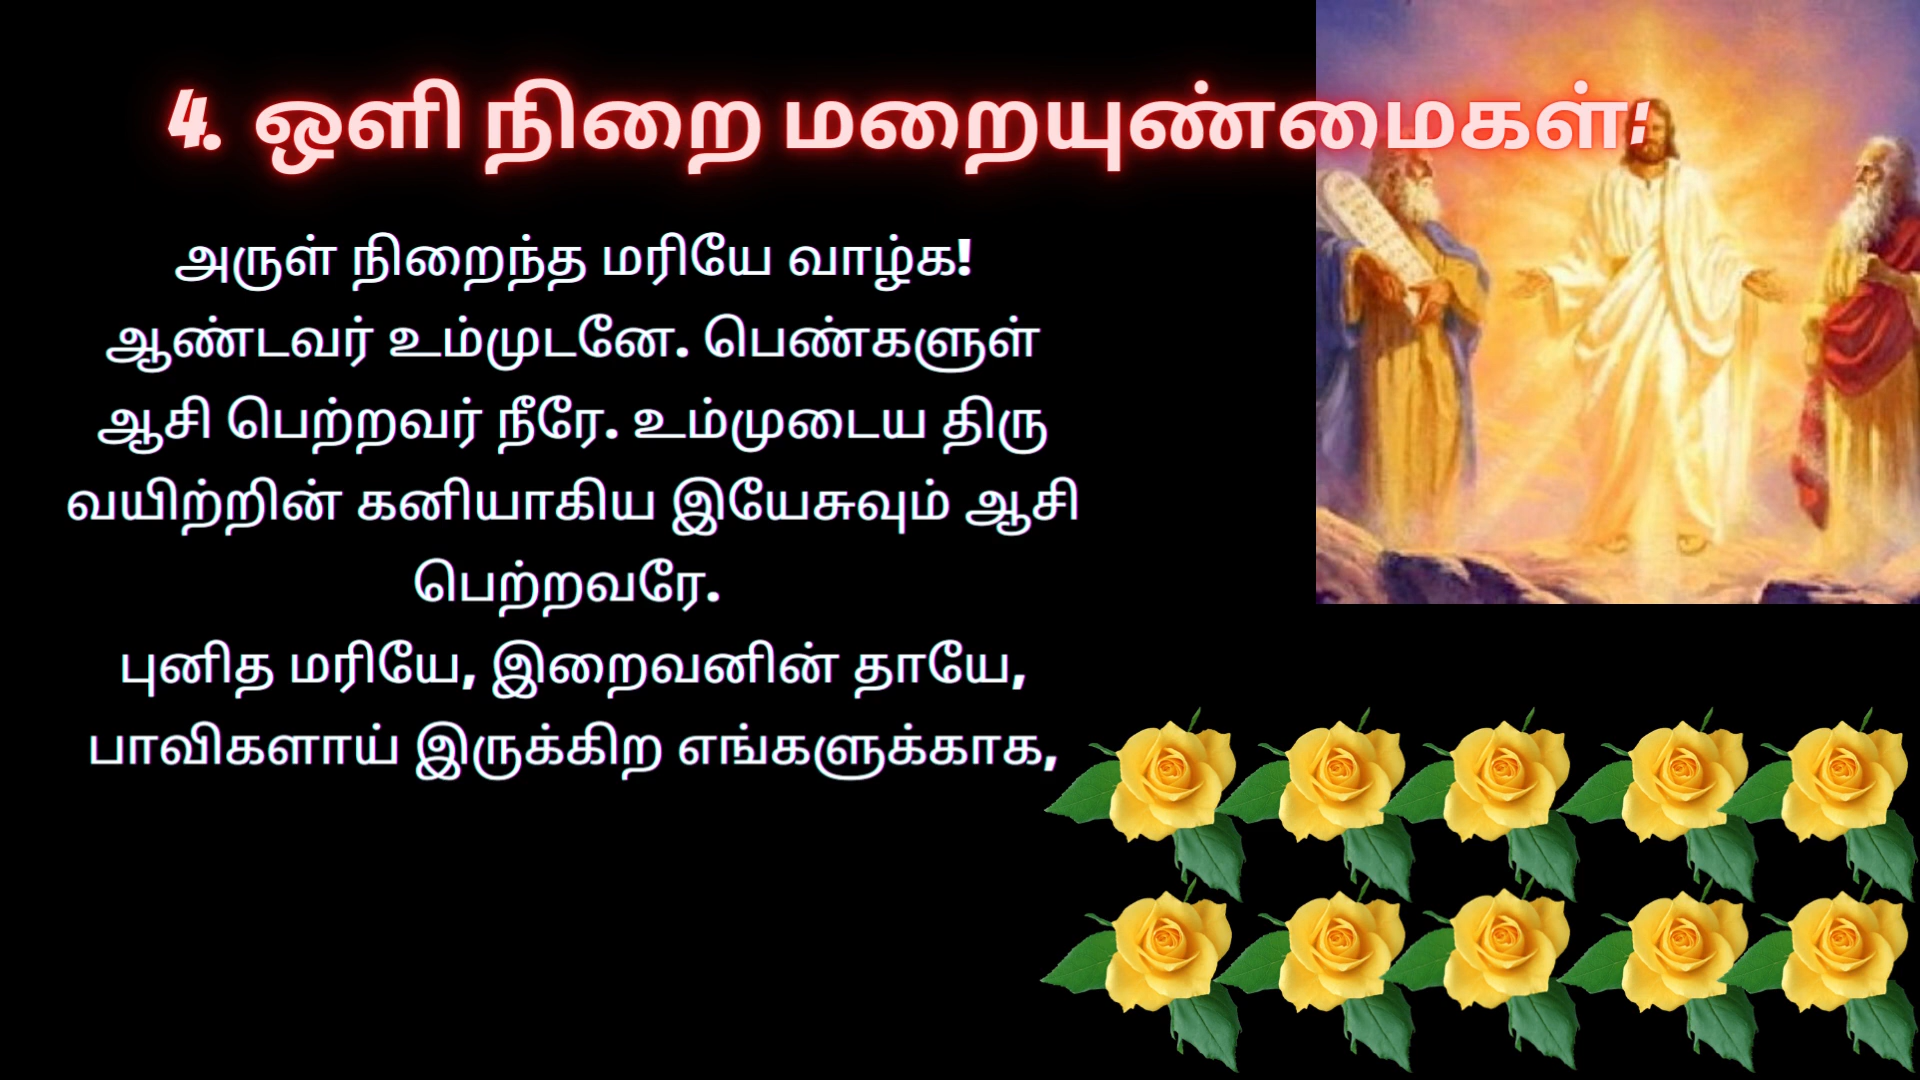 4. ஒளி நிறை மறையுண்மைகள்:
அருள் நிறைந்த மரியே வாழ்க!
ஆண்டவர் உம்முடனே. பெண்களுள்
ஆசி பெற்றவர் நீரே. உம்முடைய திரு
வயிற்றின் கனியாகிய இயேசுவும் ஆசி
பெற்றவரே.
புனித மரியே, இறைவனின் தாயே,
பாவிகளாய் இருக்கிற எங்களுக்காக,